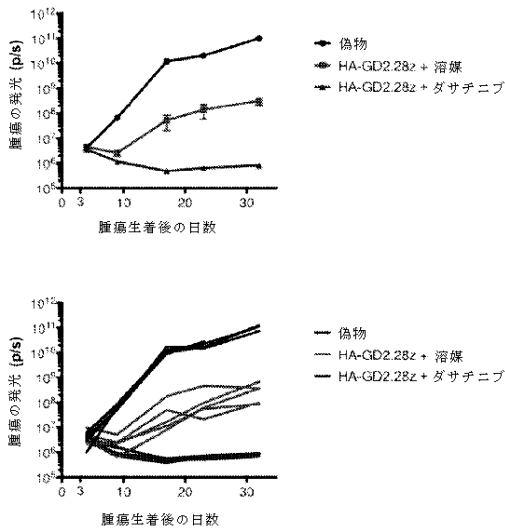 腫瘍の発光 (p/s)
10¹²
10¹¹
10¹⁰
10⁹
10⁸
10⁷
10⁶
10⁵
0 3 10 20 30
腫瘍生着後の日数
偽物
HA-GD2.28z + 溶媒
HA-GD2.28z + ダサチニブ
腫瘍の発光 (p/s)
10¹²
10¹¹
10¹⁰
10⁹
10⁸
10⁷
10⁶
10⁵
0 3 10 20 30
腫瘍生着後の日数
偽物
HA-GD2.28z + 溶媒
HA-GD2.28z + ダサチニブ